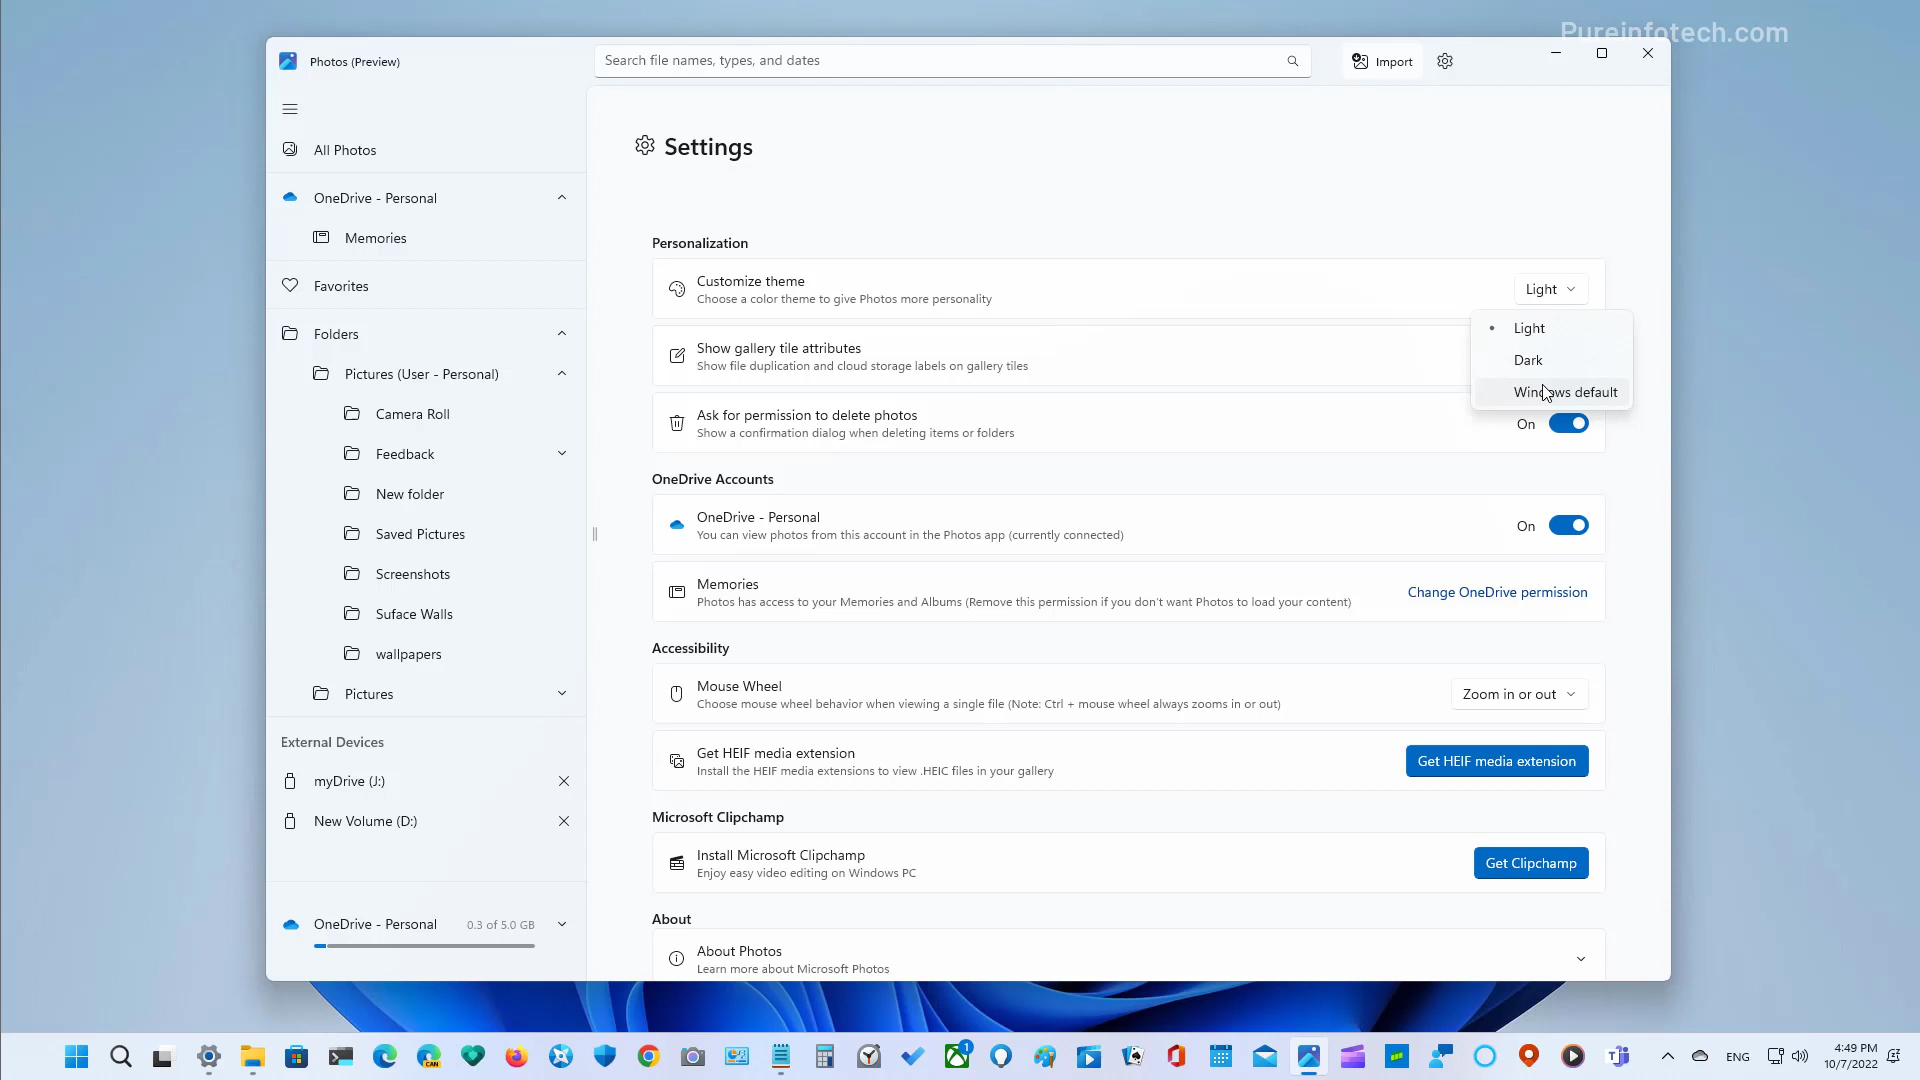 Pureinfotech.com
Photos (Preview)
Search file names, types, and dates
Import
All Photos
OneDrive - Personal
Memories
Favorites
Folders
Pictures (User - Personal)
Camera Roll
Feedback
New folder
Saved Pictures
Screenshots
Suface Walls
wallpapers
Pictures
External Devices
myDrive (J:)
New Volume (D:)
OneDrive - Personal 0.3 of 5.0 GB
Settings
Personalization
Customize theme
Choose a color theme to give Photos more personality
Light
Light
Dark
Windows default
Show gallery tile attributes
Show file duplication and cloud storage labels on gallery tiles
Ask for permission to delete photos
Show a confirmation dialog when deleting items or folders
On
OneDrive Accounts
OneDrive - Personal
You can view photos from this account in the Photos app (currently connected)
On
Memories
Photos has access to your Memories and Albums (Remove this permission if you don't want Photos to load your content)
Change OneDrive permission
Accessibility
Mouse Wheel
Choose mouse wheel behavior when viewing a single file (Note: Ctrl + mouse wheel always zooms in or out)
Zoom in or out
Get HEIF media extension
Install the HEIF media extensions to view .HEIC files in your gallery
Get HEIF media extension
Microsoft Clipchamp
Install Microsoft Clipchamp
Enjoy easy video editing on Windows PC
Get Clipchamp
About
About Photos
Learn more about Microsoft Photos
CAN
1
ENG
4:49 PM
10/7/2022